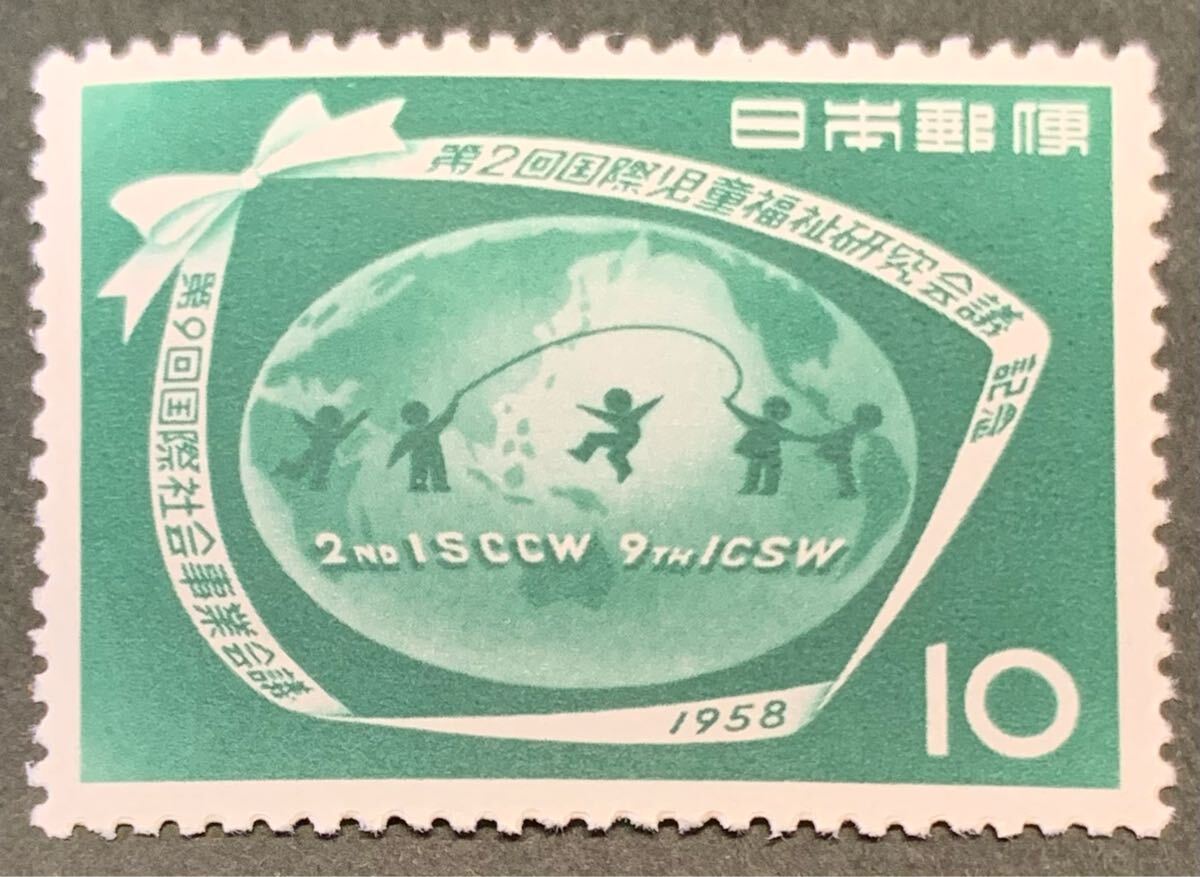 日本郵便
第2回国際児童福祉研究会議 記念
第9回国際社会事業会議
2ND ISCCW 9TH ICSW
1958
10